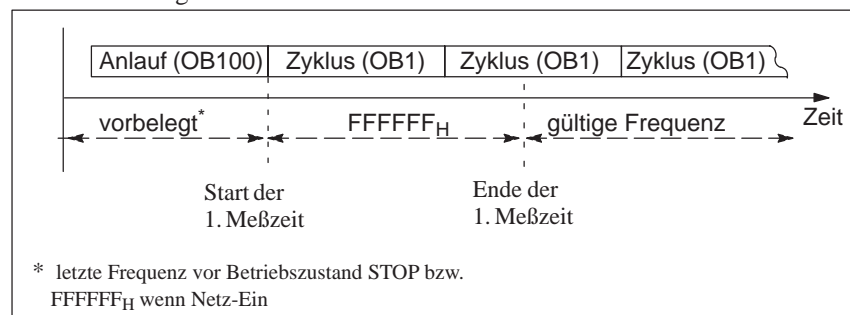 Anlauf (OB100) Zyklus (OB1) Zyklus (OB1) Zyklus (OB1)
Zeit
vorbelegt* FFFFFFH gültige Frequenz
Start der
1. Meßzeit
Ende der
1. Meßzeit
* letzte Frequenz vor Betriebszustand STOP bzw.
FFFFFFH wenn Netz-Ein